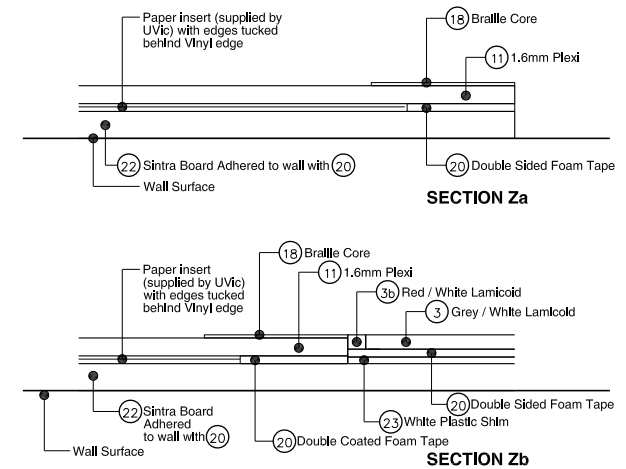 Paper insert (supplied by
UVic) with edges tucked
behind Vinyl edge
18 Braille Core
11 1.6mm Plexi
22 Sintra Board Adhered to wall with 20
20 Double Sided Foam Tape
Wall Surface
SECTION Za
Paper insert
(supplied by UVic)
with edges tucked
behind Vinyl edge
18 Braille Core
11 1.6mm Plexi
3b Red / White Lamicoid
3 Grey / White Lamicoid
22 Sintra Board
Adhered
to wall with 20
20 Double Sided Foam Tape
23 White Plastic Shim
20 Double Coated Foam Tape
Wall Surface
SECTION Zb